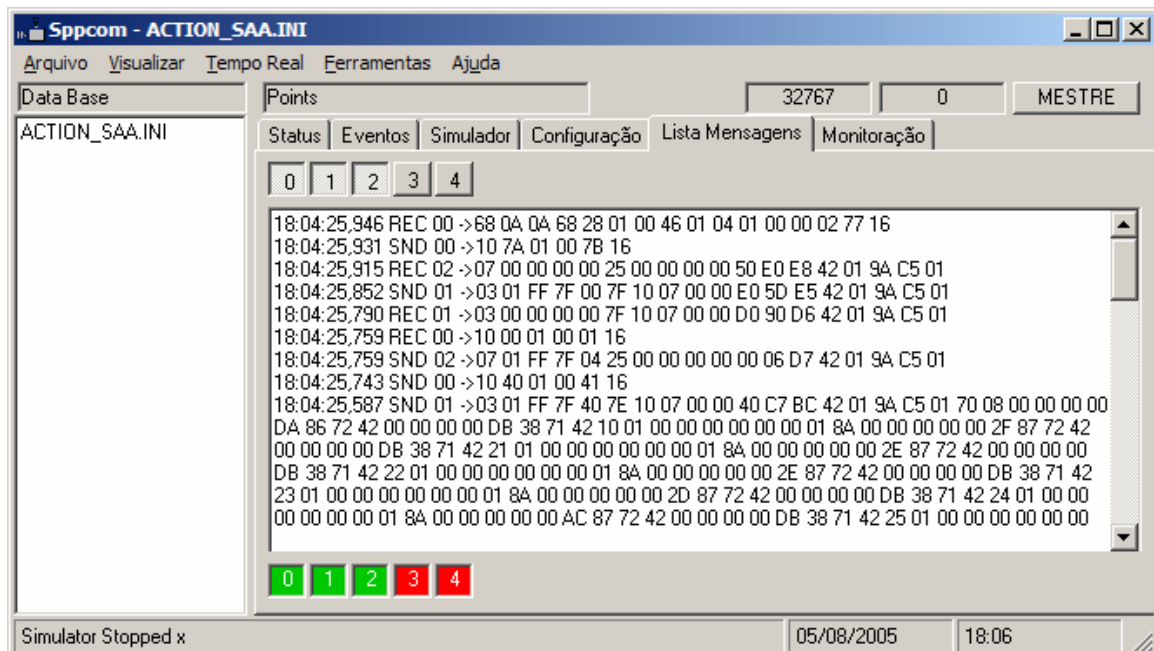 Sppcom - ACTION_SAA.INI
Arquivo Visualizar Tempo Real Ferramentas Ajuda
Data Base
Points
32767
0
MESTRE
ACTION_SAA.INI
Status Eventos Simulador Configuração Lista Mensagens Monitoração
0 1 2 3 4
18:04:25,946 REC 00 ->68 0A 0A 68 28 01 00 46 01 04 01 00 00 02 77 16
18:04:25,931 SND 00 ->10 7A 01 00 7B 16
18:04:25,915 REC 02 ->07 00 00 00 00 25 00 00 00 00 50 E0 E8 42 01 9A C5 01
18:04:25,852 SND 01 ->03 01 FF 7F 00 7F 10 07 00 00 E0 5D E5 42 01 9A C5 01
18:04:25,790 REC 01 ->03 00 00 00 00 7F 10 07 00 00 D0 90 D6 42 01 9A C5 01
18:04:25,759 REC 00 ->10 00 01 00 01 16
18:04:25,759 SND 02 ->07 01 FF 7F 04 25 00 00 00 00 00 06 D7 42 01 9A C5 01
18:04:25,743 SND 00 ->10 40 01 00 41 16
18:04:25,587 SND 01 ->03 01 FF 7F 40 7E 10 07 00 00 40 C7 BC 42 01 9A C5 01 70 08 00 00 00 00
DA 86 72 42 00 00 00 00 DB 38 71 42 10 01 00 00 00 00 00 00 01 8A 00 00 00 00 00 2F 87 72 42
00 00 00 00 DB 38 71 42 21 01 00 00 00 00 00 00 01 8A 00 00 00 00 00 2E 87 72 42 00 00 00 00
DB 38 71 42 22 01 00 00 00 00 00 00 01 8A 00 00 00 00 00 2E 87 72 42 00 00 00 00 DB 38 71 42
23 01 00 00 00 00 00 00 01 8A 00 00 00 00 00 2D 87 72 42 00 00 00 00 DB 38 71 42 24 01 00 00
00 00 00 00 01 8A 00 00 00 00 00 AC 87 72 42 00 00 00 00 DB 38 71 42 25 01 00 00 00 00 00 00
0 1 2 3 4
Simulator Stopped x
05/08/2005
18:06